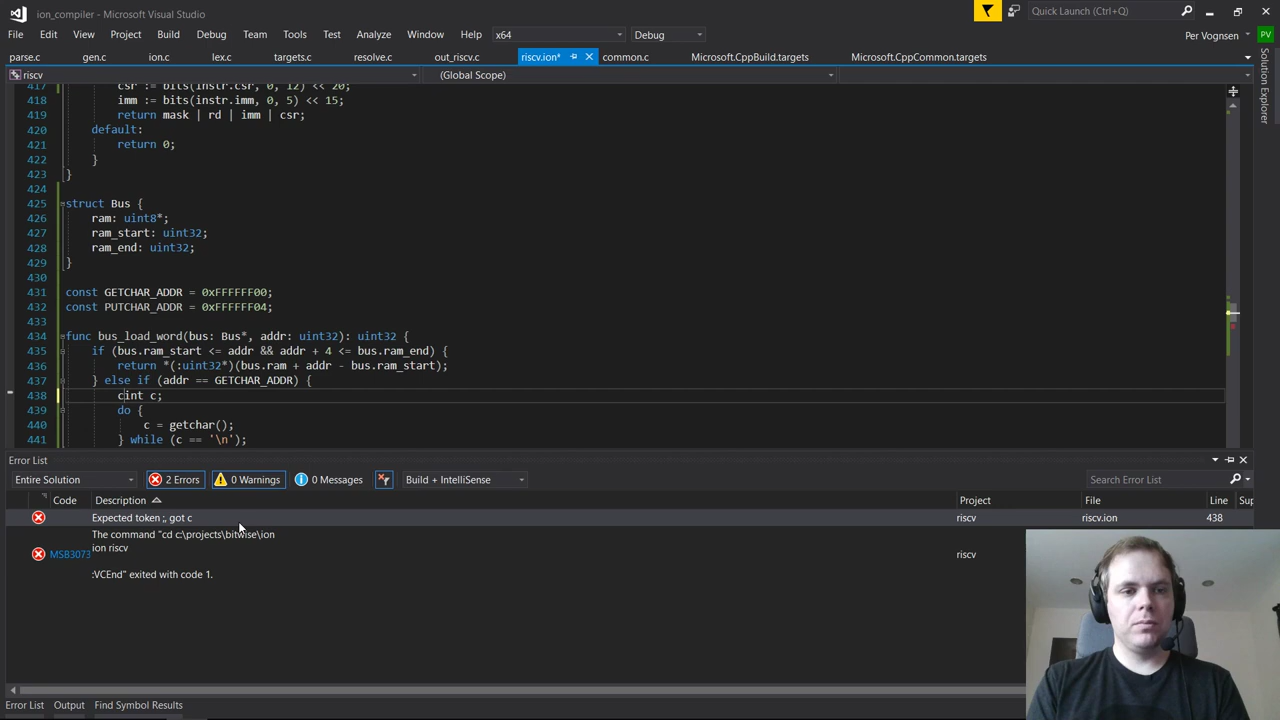 ion_compiler - Microsoft Visual Studio
Quick Launch (Ctrl+Q)
File Edit View Project Build Debug Team Tools Test Analyze Window Help x64 Debug
Per Vognsen PV
parse.c gen.c ion.c lex.c targets.c resolve.c out_riscv.c riscv.ion* common.c Microsoft.CppBuild.targets Microsoft.CppCommon.targets*
riscv (Global Scope)
Solution Explorer
417 csr := bits(instr.csr, 0, 12) << 20;
418 imm := bits(instr.imm, 0, 5) << 15;
419 return mask | rd | imm | csr;
420 default:
421 return 0;
422 }
423 }
424
425 struct Bus {
426 ram: uint8*;
427 ram_start: uint32;
428 ram_end: uint32;
429 }
430
431 const GETCHAR_ADDR = 0xFFFFFF00;
432 const PUTCHAR_ADDR = 0xFFFFFF04;
433
434 func bus_load_word(bus: Bus*, addr: uint32): uint32 {
435 if (bus.ram_start <= addr && addr + 4 <= bus.ram_end) {
436 return *(:uint32*)(bus.ram + addr - bus.ram_start);
437 } else if (addr == GETCHAR_ADDR) {
438 cint c;
439 do {
440 c = getchar();
441 } while (c == '\n');
Error List
Entire Solution 2 Errors 0 Warnings 0 Messages Build + IntelliSense Search Error List
Code Description Project File Line Sup
Expected token ;, got c riscv riscv.ion 438
The command "cd c:\projects\bitwise\ion
ion riscv
MSB3073 riscv
:VCEnd" exited with code 1.
Error List Output Find Symbol Results